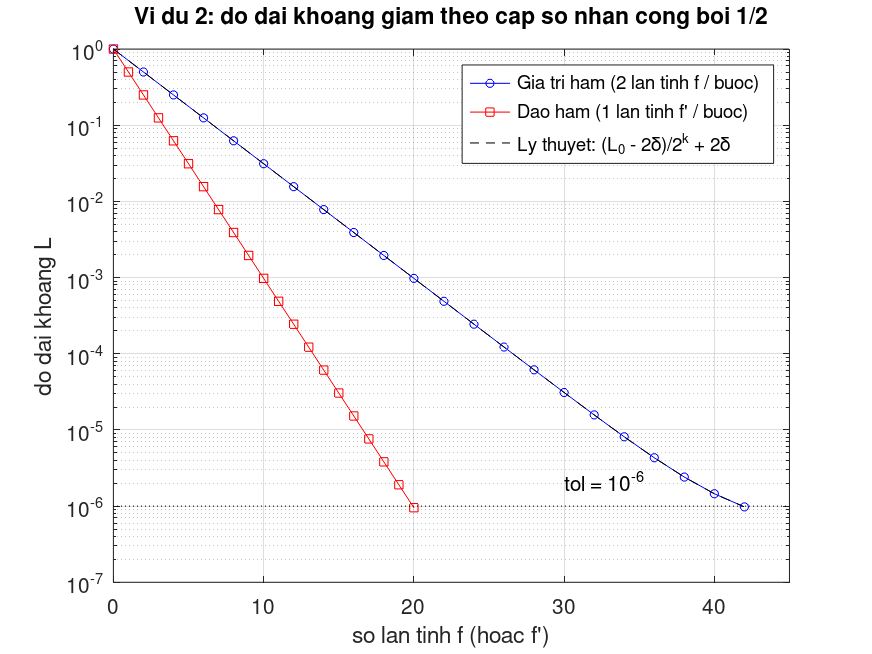 Vi du 2: do dai khoang giam theo cap so nhan cong boi 1/2
Gia tri ham (2 lan tinh f / buoc)
Dao ham (1 lan tinh f' / buoc)
Ly thuyet: (L₀ - 2δ)/2ᵏ + 2δ
do dai khoang L
10⁰
10⁻¹
10⁻²
10⁻³
10⁻⁴
10⁻⁵
10⁻⁶
10⁻⁷
tol = 10⁻⁶
0 10 20 30 40
so lan tinh f (hoac f')